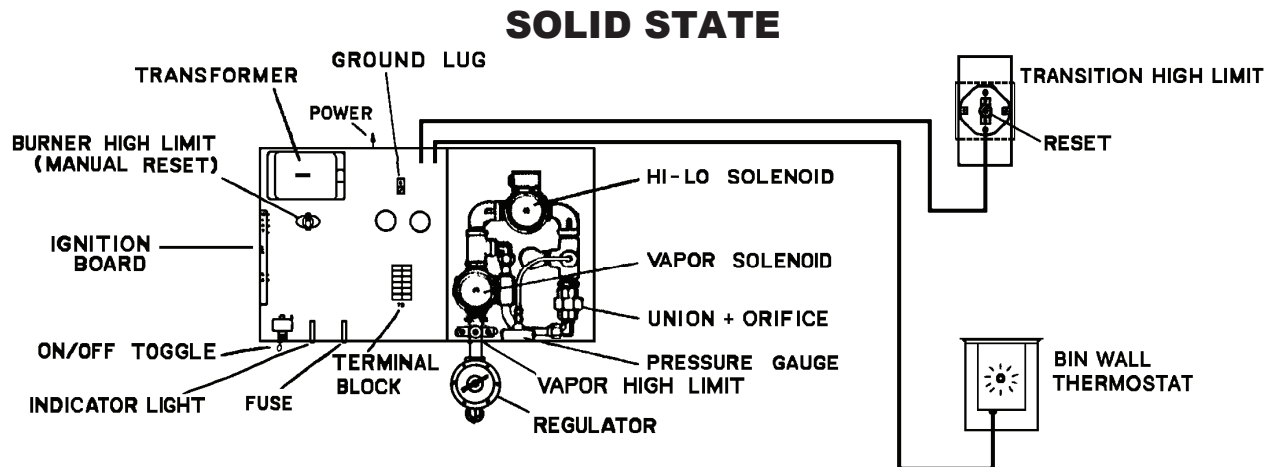 SOLID STATE
TRANSFORMER
GROUND LUG
POWER
BURNER HIGH LIMIT
(MANUAL RESET)
IGNITION
BOARD
ON/OFF TOGGLE
INDICATOR LIGHT
FUSE
TERMINAL
BLOCK
HI-LO SOLENOID
VAPOR SOLENOID
UNION + ORIFICE
PRESSURE GAUGE
VAPOR HIGH LIMIT
REGULATOR
TRANSITION HIGH LIMIT
RESET
BIN WALL
THERMOSTAT